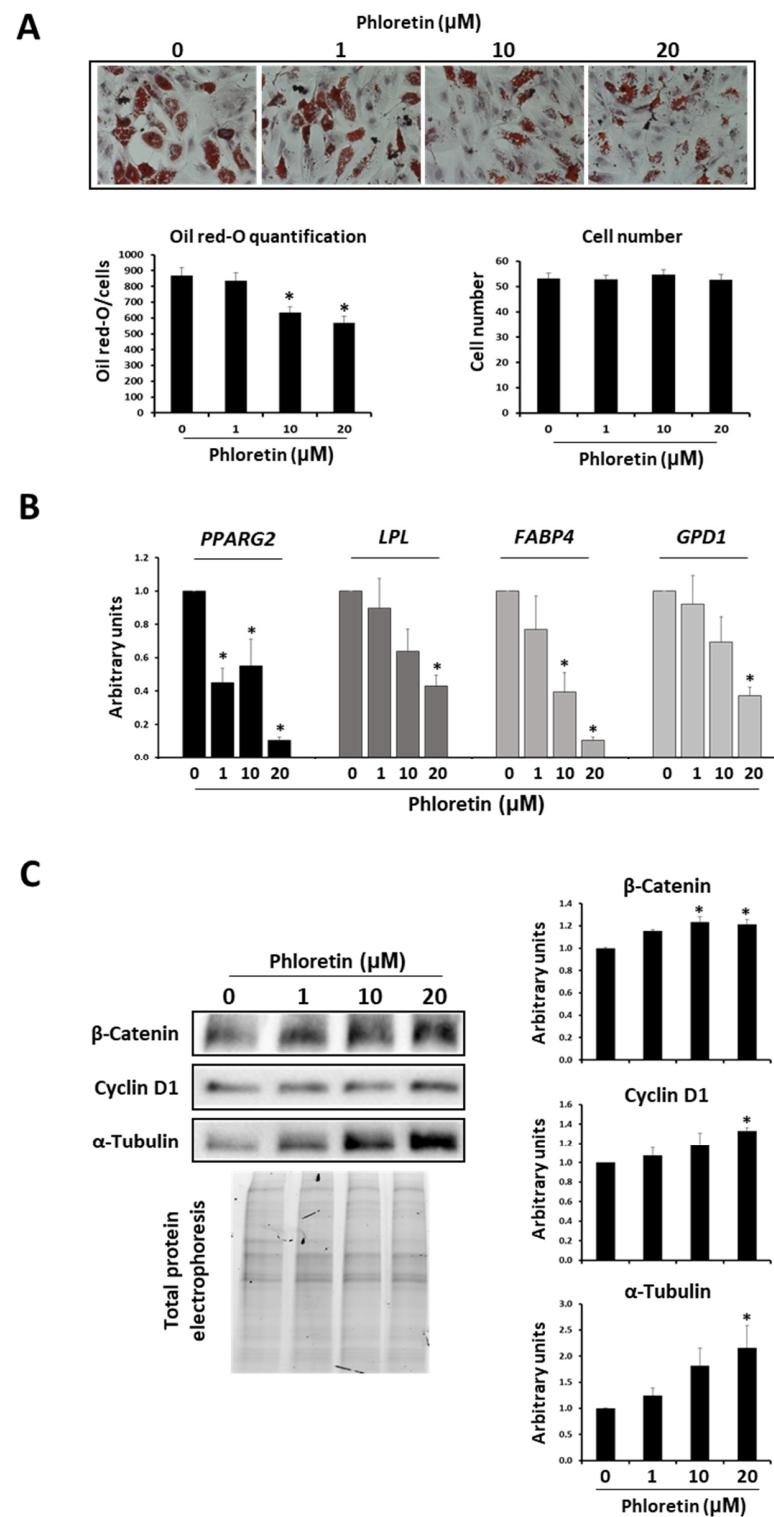 A
Phloretin (µM)
0 1 10 20
Oil red-O quantification
Oil red-O/cells
1000
900
800
700
600
500
400
300
200
100
0
* *
0 1 10 20
Phloretin (µM)
Cell number
Cell number
60
50
40
30
20
10
0
0 1 10 20
Phloretin (µM)
B
PPARG2 LPL FABP4 GPD1
Arbitrary units
1.2
1.0
0.8
0.6
0.4
0.2
0.0
* * * * * * *
0 1 10 20 0 1 10 20 0 1 10 20 0 1 10 20
Phloretin (µM)
C
Phloretin (µM)
0 1 10 20
β-Catenin
Cyclin D1
α-Tubulin
Total protein
electrophoresis
β-Catenin
Arbitrary units
1.4
1.2
1.0
0.8
0.6
0.4
0.2
0.0
* *
Cyclin D1
Arbitrary units
1.6
1.4
1.2
1.0
0.8
0.6
0.4
0.2
0.0
*
α-Tubulin
Arbitrary units
3.0
2.5
2.0
1.5
1.0
0.5
0.0
*
0 1 10 20
Phloretin (µM)